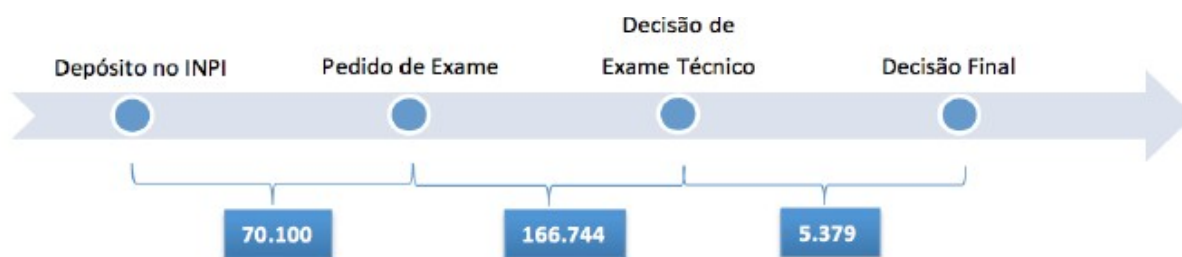 Depósito no INPI
Pedido de Exame
Decisão de
Exame Técnico
Decisão Final
70.100
166.744
5.379